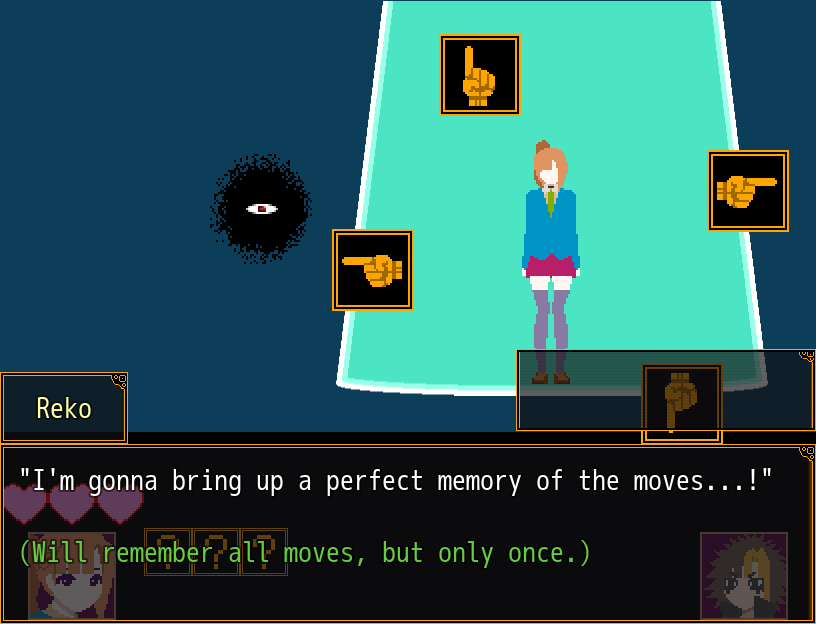 Reko
"I'm gonna bring up a perfect memory of the moves...!"
? ? ?
(Will remember all moves, but only once.)